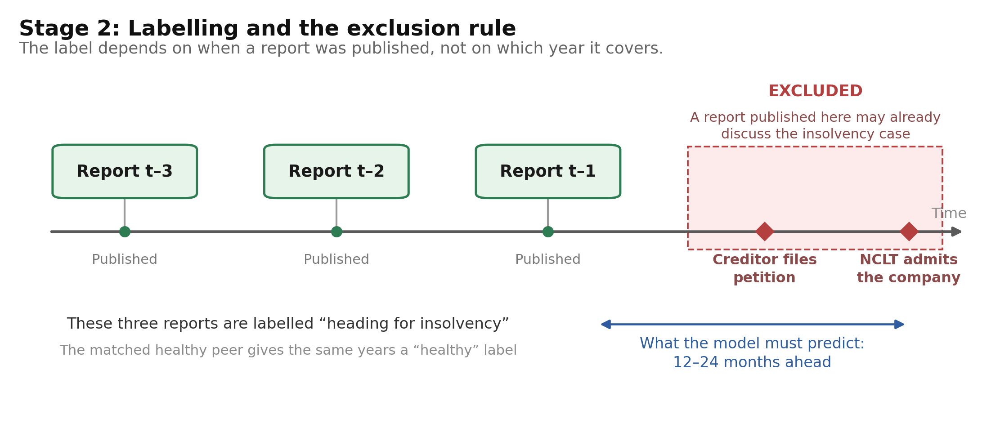 Stage 2: Labelling and the exclusion rule
The label depends on when a report was published, not on which year it covers.
EXCLUDED
A report published here may already
discuss the insolvency case
Report t–3
Report t–2
Report t–1
Time
Published
Published
Published
Creditor files
petition
NCLT admits
the company
These three reports are labelled “heading for insolvency”
The matched healthy peer gives the same years a “healthy” label
What the model must predict:
12–24 months ahead